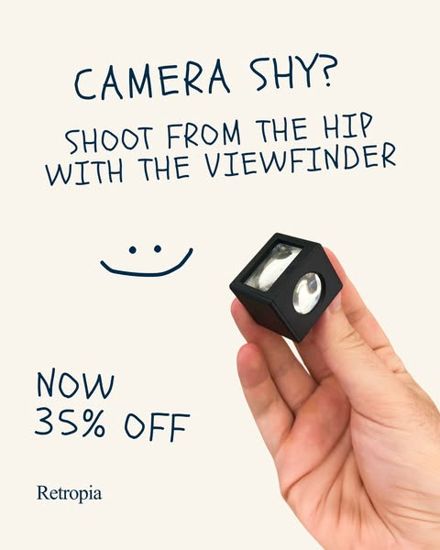 CAMERA SHY?
SHOOT FROM THE HIP
WITH THE VIEWFINDER
NOW
35% OFF
Retropia